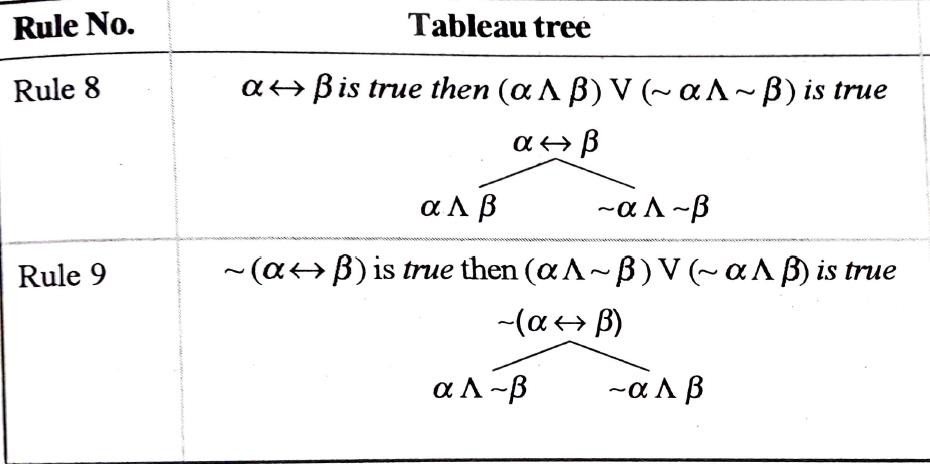 Rule No. Tableau tree
Rule 8 α ↔ β is true then (α Λ β) V (~ α Λ ~ β) is true
α ↔ β
α Λ β ~α Λ ~β
Rule 9 ~ (α ↔ β) is true then (α Λ ~ β) V (~ α Λ β) is true
~(α ↔ β)
α Λ ~β ~α Λ β